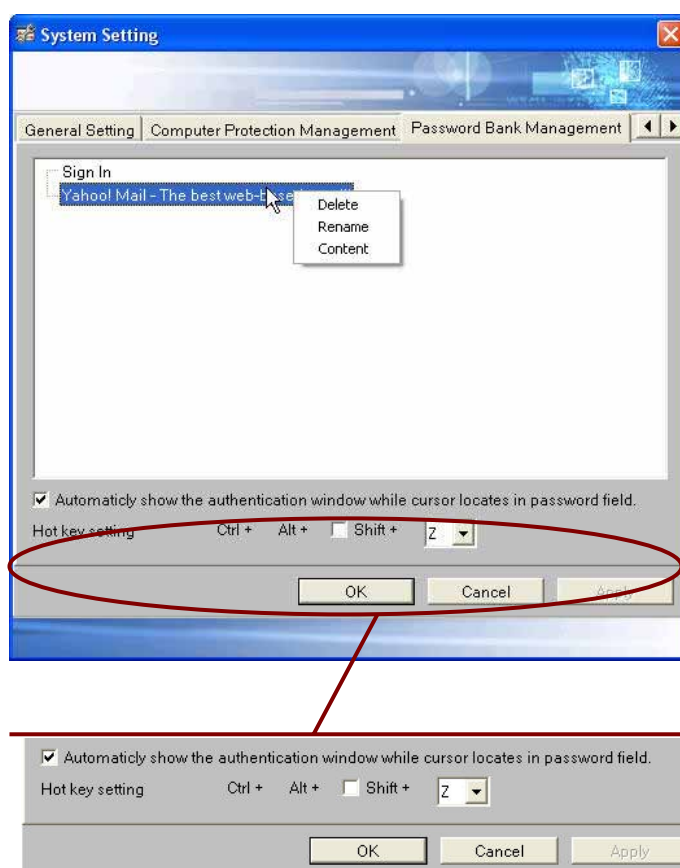 System Setting
General Setting Computer Protection Management Password Bank Management
Sign In
Yahoo! Mail - The best web-base
Delete
Rename
Content
Automaticly show the authentication window while cursor locates in password field.
Hot key setting Ctrl + Alt + Shift + Z
OK Cancel Apply
Automaticly show the authentication window while cursor locates in password field.
Hot key setting Ctrl + Alt + Shift + Z
OK Cancel Apply